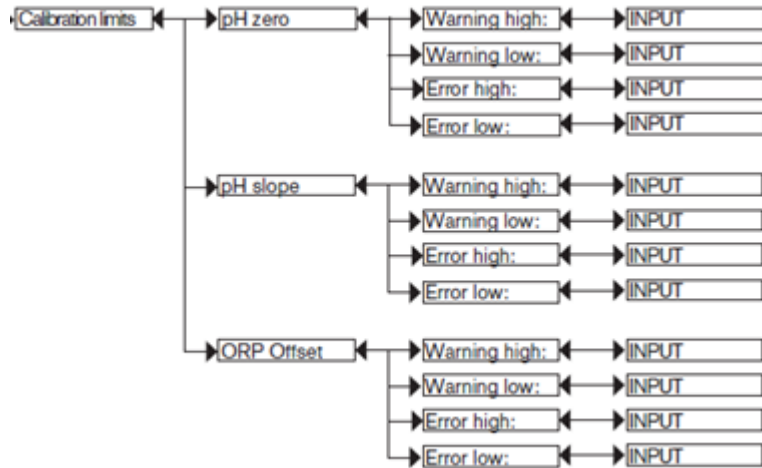 Calibration limits pH zero Warning high: INPUT
Warning low: INPUT
Error high: INPUT
Error low: INPUT
pH slope Warning high: INPUT
Warning low: INPUT
Error high: INPUT
Error low: INPUT
ORP Offset Warning high: INPUT
Warning low: INPUT
Error high: INPUT
Error low: INPUT